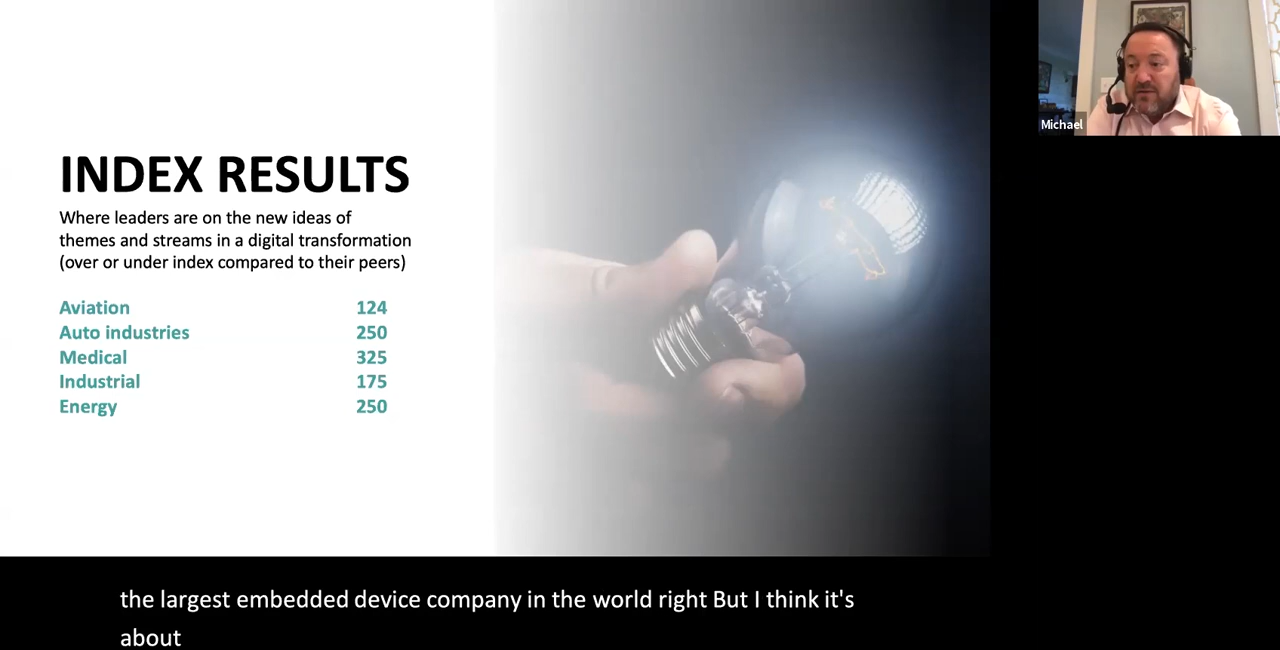 INDEX RESULTS
Where leaders are on the new ideas of
themes and streams in a digital transformation
(over or under index compared to their peers)
Aviation 124
Auto industries 250
Medical 325
Industrial 175
Energy 250
Michael
the largest embedded device company in the world right But I think it's
about